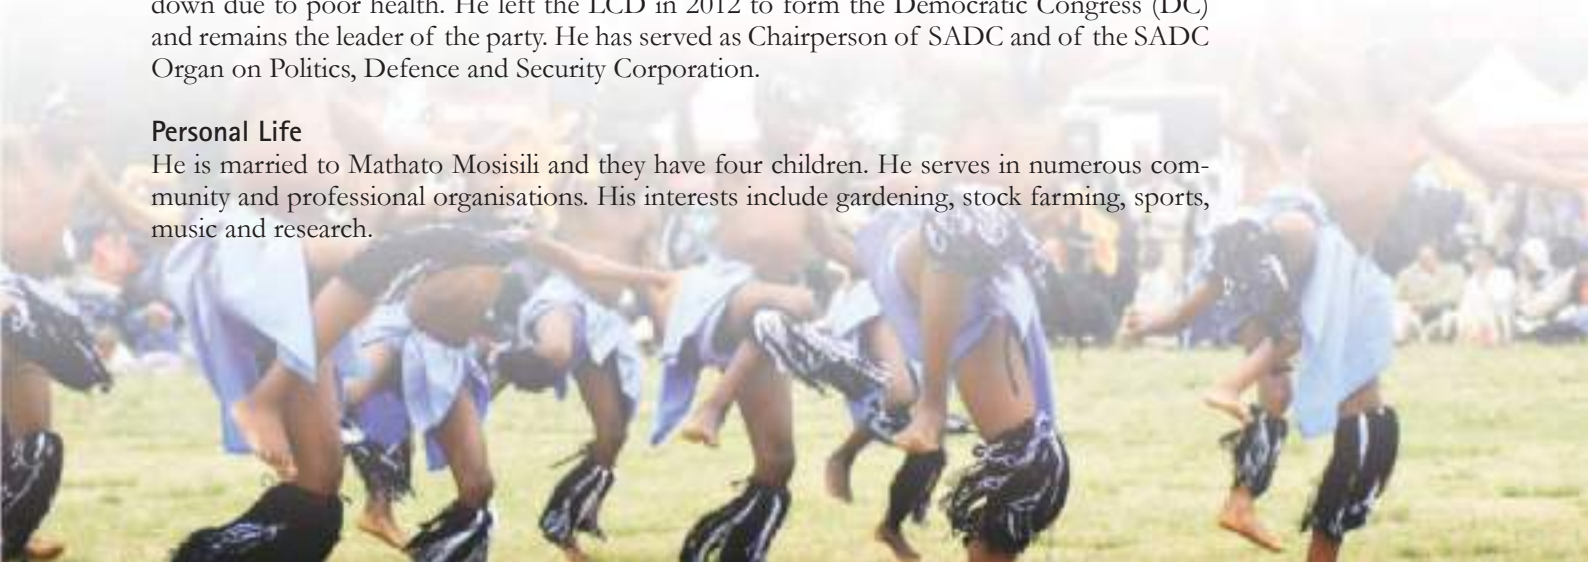 down due to poor health. He left the LCD in 2012 to form the Democratic Congress (DC)
and remains the leader of the party. He has served as Chairperson of SADC and of the SADC
Organ on Politics, Defence and Security Corporation.
Personal Life
He is married to Mathato Mosisili and they have four children. He serves in numerous com-
munity and professional organisations. His interests include gardening, stock farming, sports,
music and research.